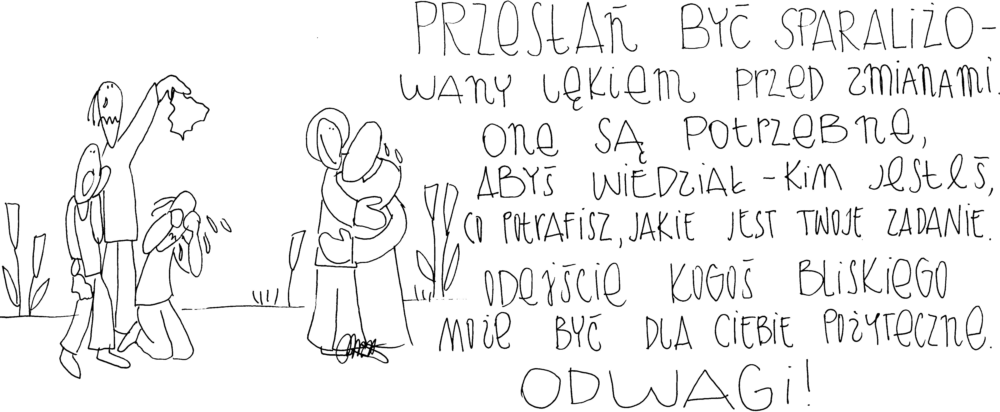 PRZESTAŃ BYĆ SPARALIŻO-
WANY LĘKIEM PRZED ZMIANAMI.
ONE SĄ POTRZEBNE,
ABYŚ WIEDZIAŁ - KIM JESTEŚ,
CO POTRAFISZ, JAKIE JEST TWOJE ZADANIE.
ODEJŚCIE KOGOŚ BLISKIEGO
MOŻE BYĆ DLA CIEBIE POŻYTECZNE.
ODWAGI!